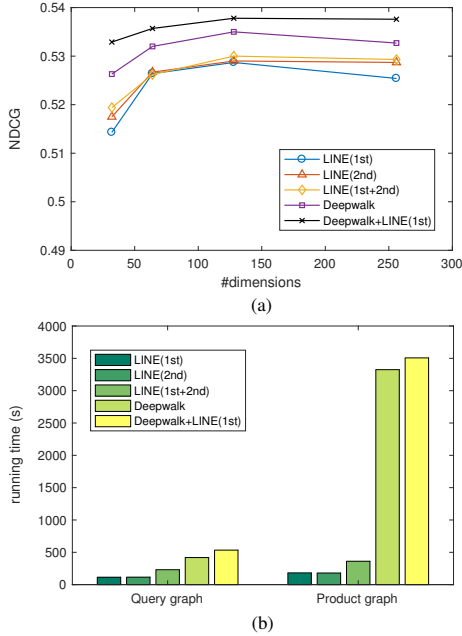 0.54
0.53
0.52
0.51
0.5
0.49
NDCG
LINE(1st)
LINE(2nd)
LINE(1st+2nd)
Deepwalk
Deepwalk+LINE(1st)
0 50 100 150 200 250 300
#dimensions
(a)
4000
3500
3000
2500
2000
1500
1000
500
0
running time (s)
LINE(1st)
LINE(2nd)
LINE(1st+2nd)
Deepwalk
Deepwalk+LINE(1st)
Query graph Product graph
(b)